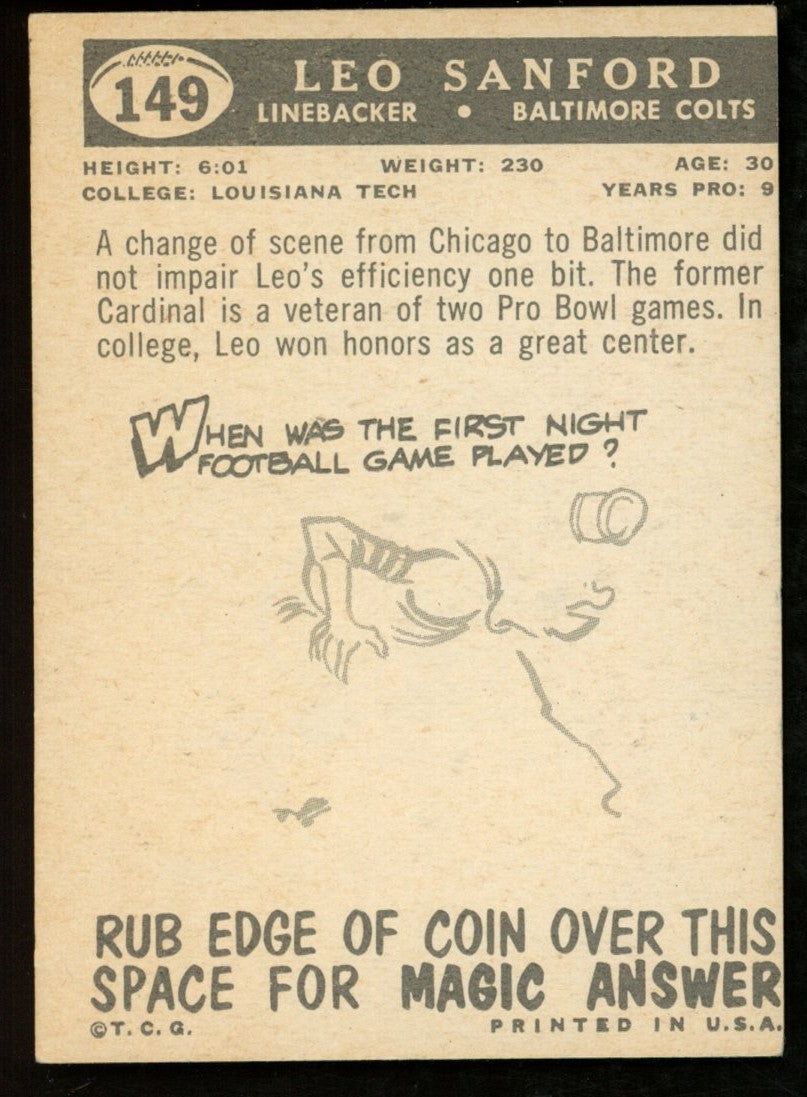 149
LEO SANFORD
LINEBACKER • BALTIMORE COLTS
HEIGHT: 6:01 WEIGHT: 230 AGE: 30
COLLEGE: LOUISIANA TECH YEARS PRO: 9
A change of scene from Chicago to Baltimore did
not impair Leo's efficiency one bit. The former
Cardinal is a veteran of two Pro Bowl games. In
college, Leo won honors as a great center.
WHEN WAS THE FIRST NIGHT
FOOTBALL GAME PLAYED?
RUB EDGE OF COIN OVER THIS
SPACE FOR MAGIC ANSWER
©T. C. G. PRINTED IN U.S.A.